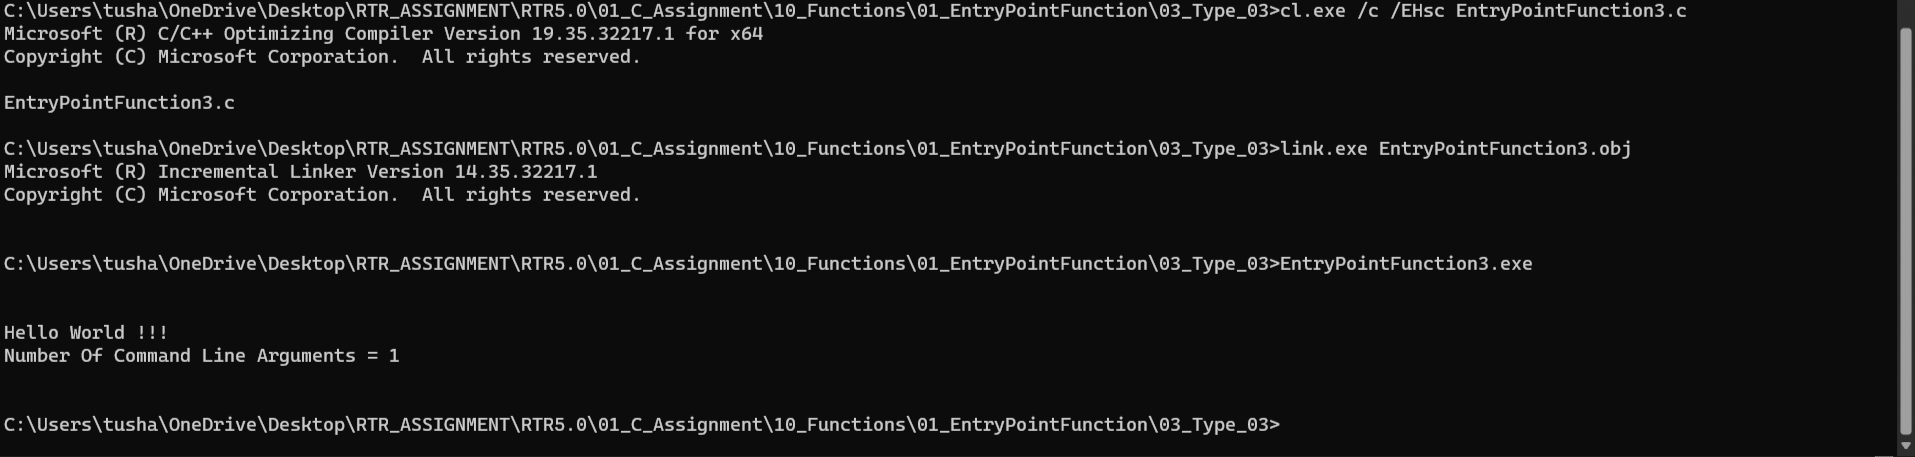 C:\Users\tusha\OneDrive\Desktop\RTR_ASSIGNMENT\RTR5.0\01_C_Assignment\10_Functions\01_EntryPointFunction\03_Type_03>cl.exe /c /EHsc EntryPointFunction3.c
Microsoft (R) C/C++ Optimizing Compiler Version 19.35.32217.1 for x64
Copyright (C) Microsoft Corporation.  All rights reserved.
EntryPointFunction3.c
C:\Users\tusha\OneDrive\Desktop\RTR_ASSIGNMENT\RTR5.0\01_C_Assignment\10_Functions\01_EntryPointFunction\03_Type_03>link.exe EntryPointFunction3.obj
Microsoft (R) Incremental Linker Version 14.35.32217.1
Copyright (C) Microsoft Corporation.  All rights reserved.
C:\Users\tusha\OneDrive\Desktop\RTR_ASSIGNMENT\RTR5.0\01_C_Assignment\10_Functions\01_EntryPointFunction\03_Type_03>EntryPointFunction3.exe
Hello World !!!
Number Of Command Line Arguments = 1
C:\Users\tusha\OneDrive\Desktop\RTR_ASSIGNMENT\RTR5.0\01_C_Assignment\10_Functions\01_EntryPointFunction\03_Type_03>